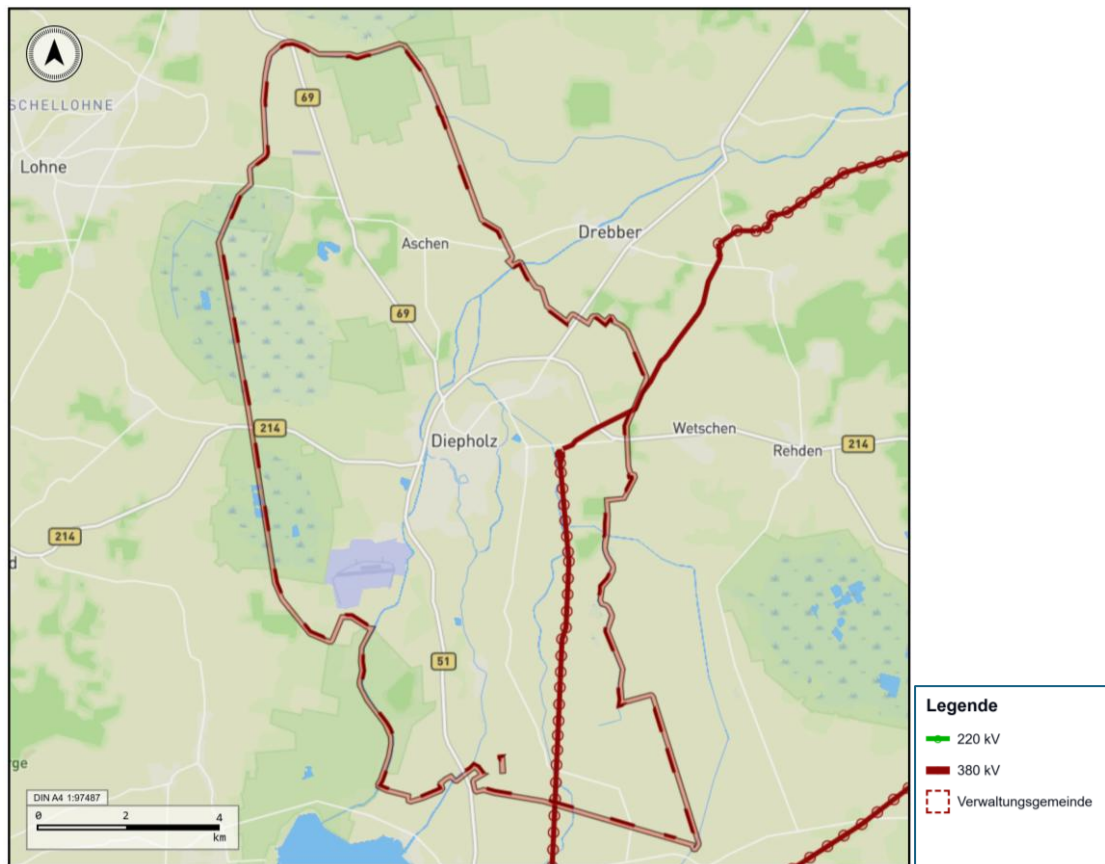 69
SCHELLOHNE
Lohne
Drebber
Aschen
69
214
Diepholz
Wetschen
Rehden
214
214
d
51
rge
DIN A4 1:97487
0 2 4
km
Legende
220 kV
380 kV
Verwaltungsgemeinde